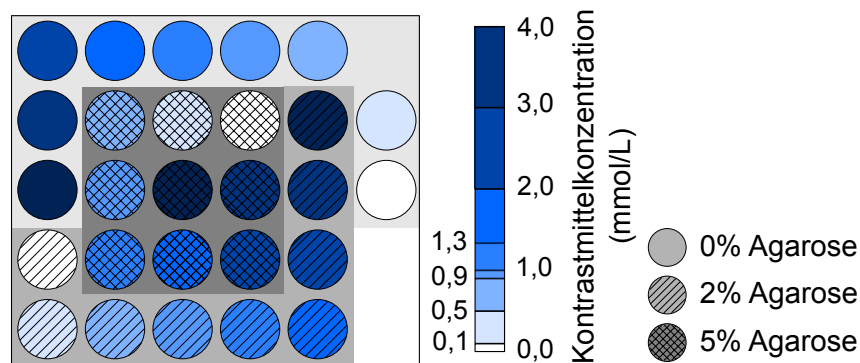 4,0
3,0
2,0
1,3
1,0
0,9
0,5
0,1
0,0
Kontrastmittelkonzentration
(mmol/L)
0% Agarose
2% Agarose
5% Agarose